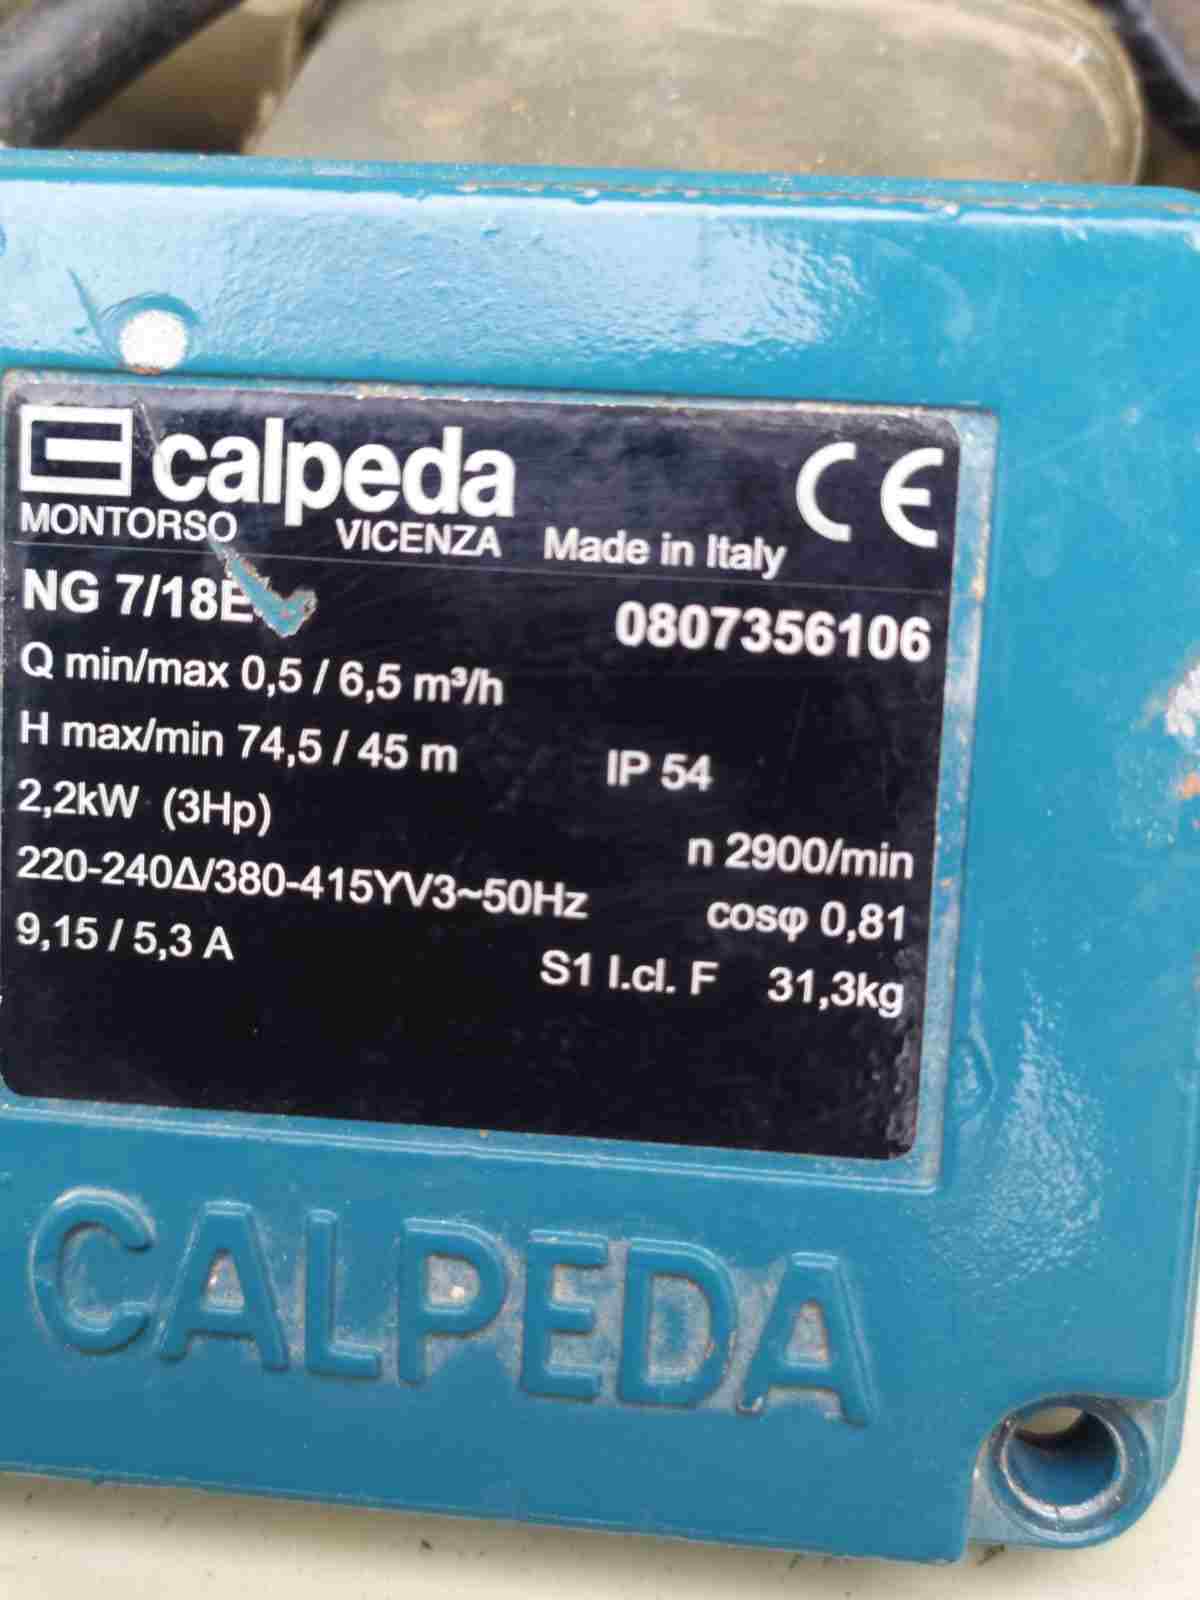 calpeda
CE
MONTORSO VICENZA Made in Italy
NG 7/18E 0807356106
Q min/max 0,5 / 6,5 m³/h
H max/min 74,5 / 45 m IP 54
2,2kW (3Hp) n 2900/min
220-240Δ/380-415YV3~50Hz cosφ 0,81
9,15 / 5,3 A S1 I.cl. F 31,3kg
CALPEDA